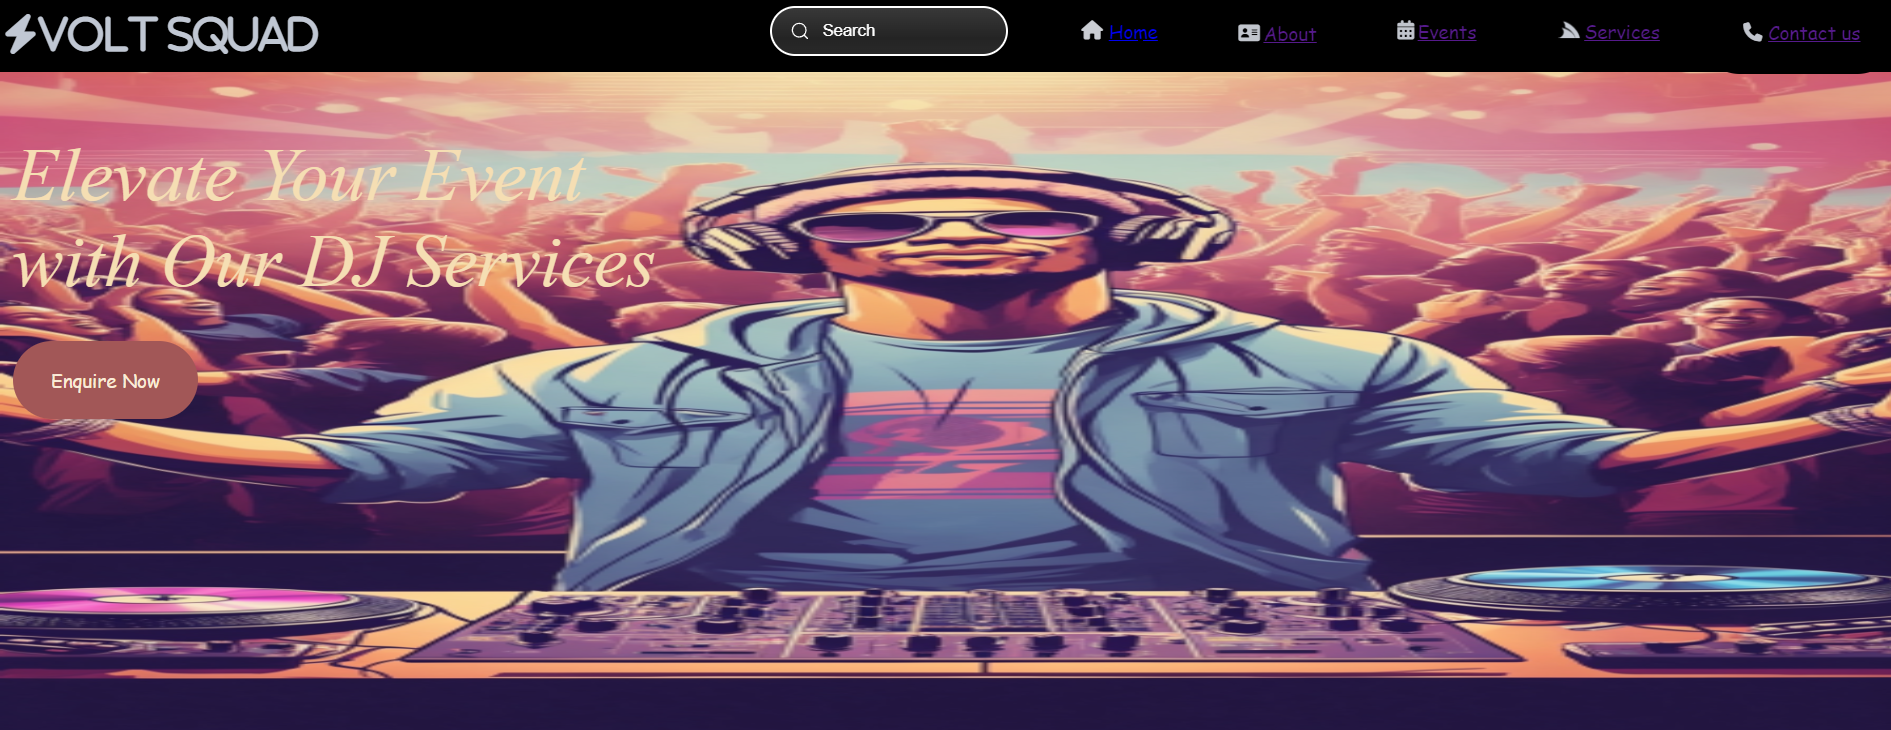 VOLT SQUAD
Search
Home
About
Events
Services
Contact us
Elevate Your Event
with Our DJ Services
Enquire Now